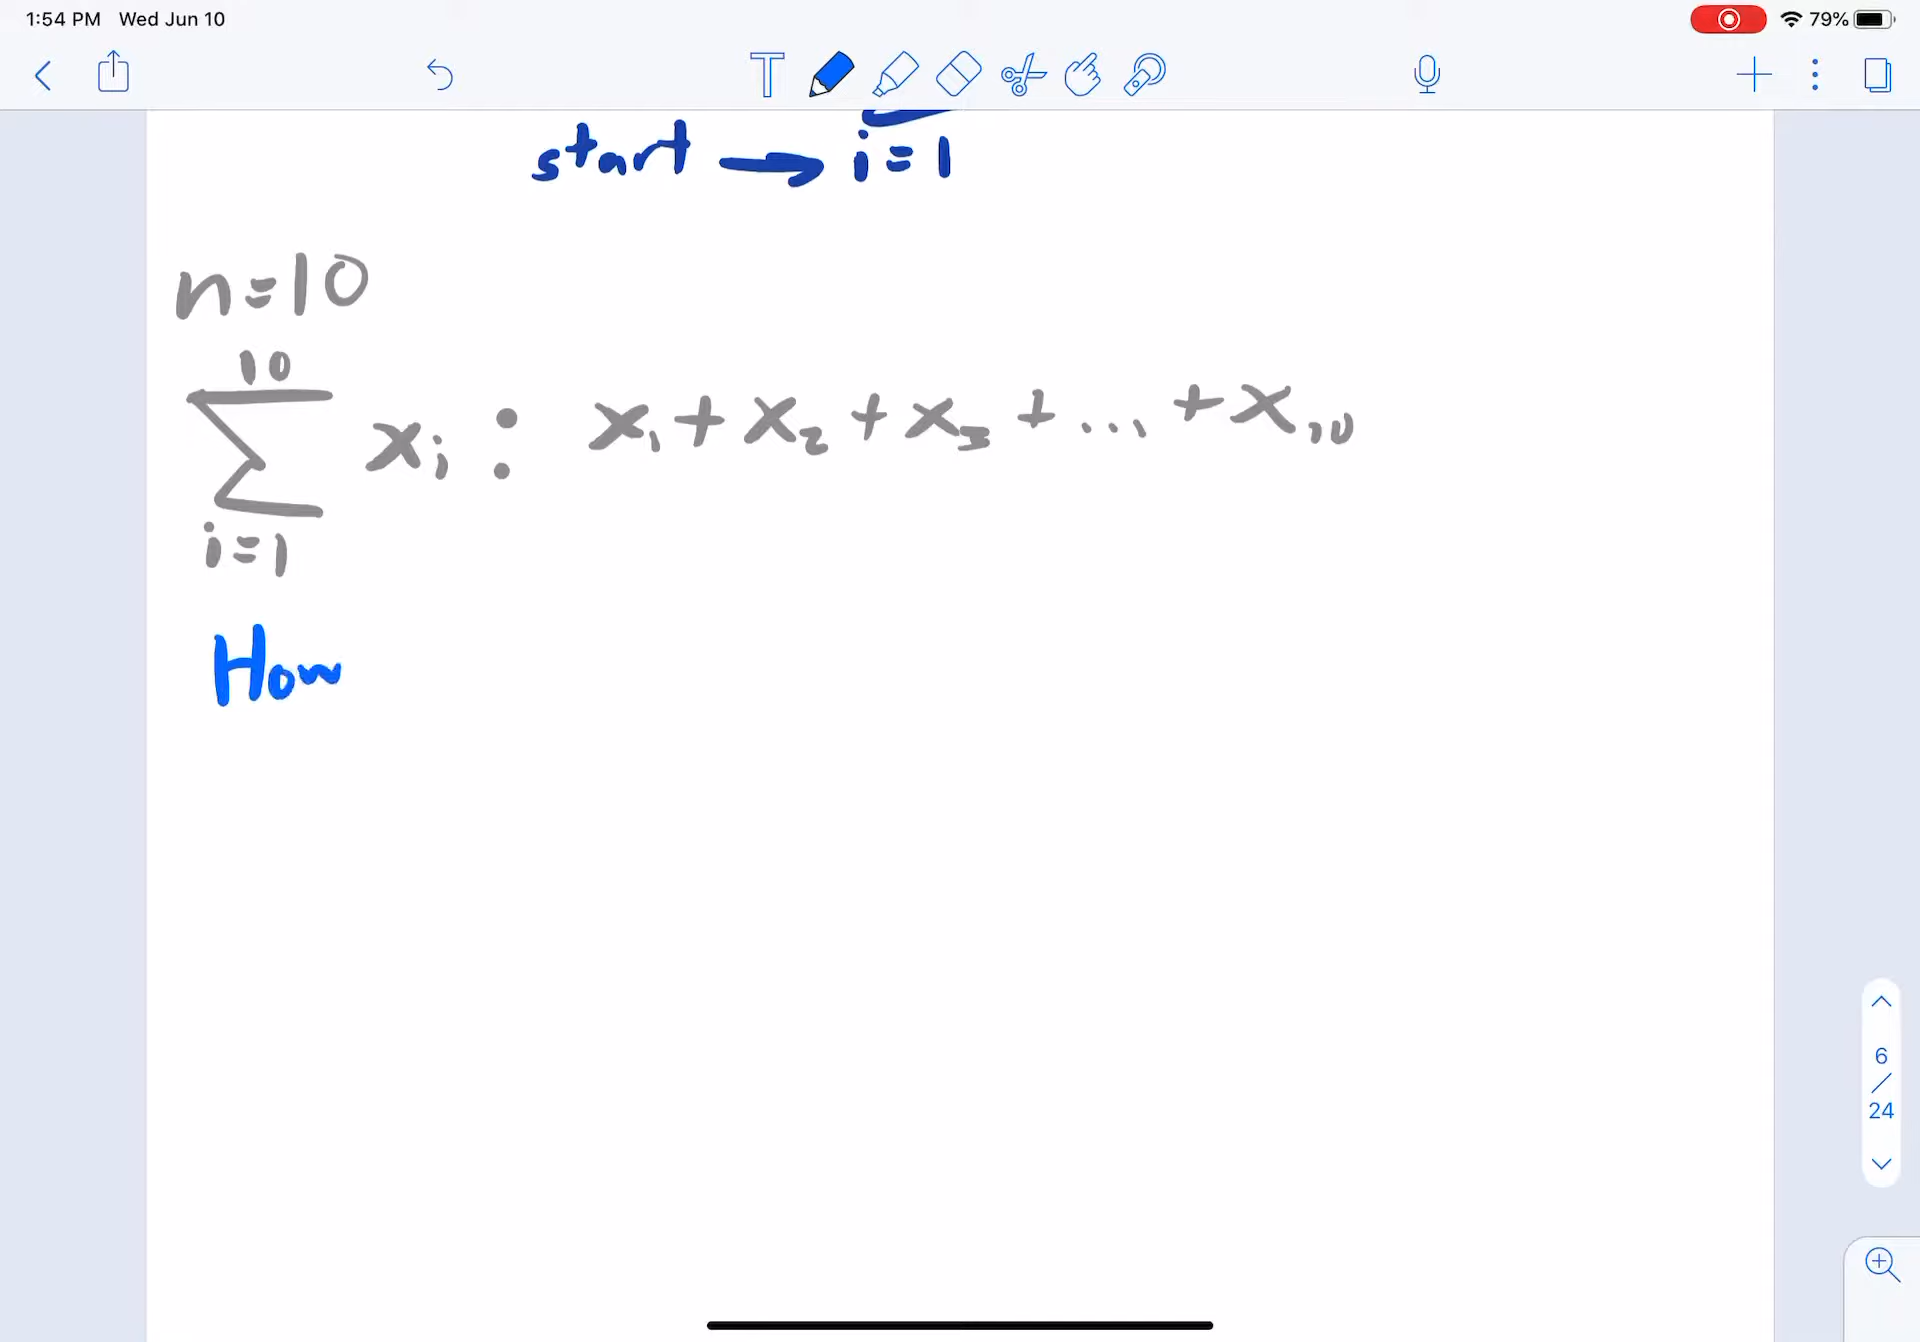 1:54 PM Wed Jun 10
79%
T
start → i=1
n=10
10
∑ xᵢ : x₁ + x₂ + x₃ + ... + x₁₀
i=1
How
6
/
24